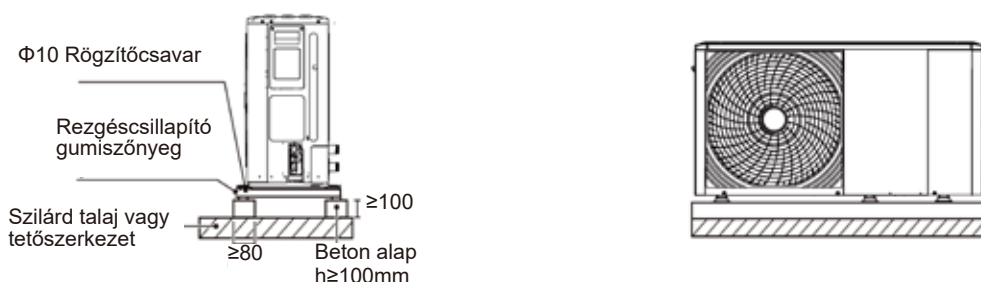 Φ10 Rögzítőcsavar
Rezgéscsillapító
gumiszőnyeg
≥100
Szilárd talaj vagy
tetőszerkezet
≥80
Beton alap
h≥100mm